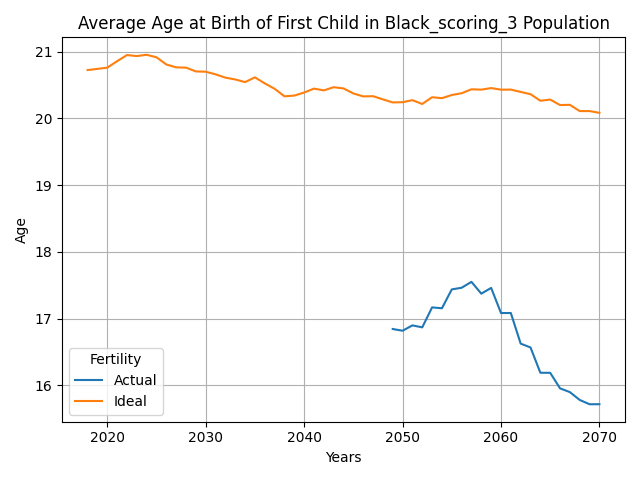 Average Age at Birth of First Child in Black_scoring_3 Population
21
20
19
18
17
16
Age
Fertility
Actual
Ideal
2020 2030 2040 2050 2060 2070
Years